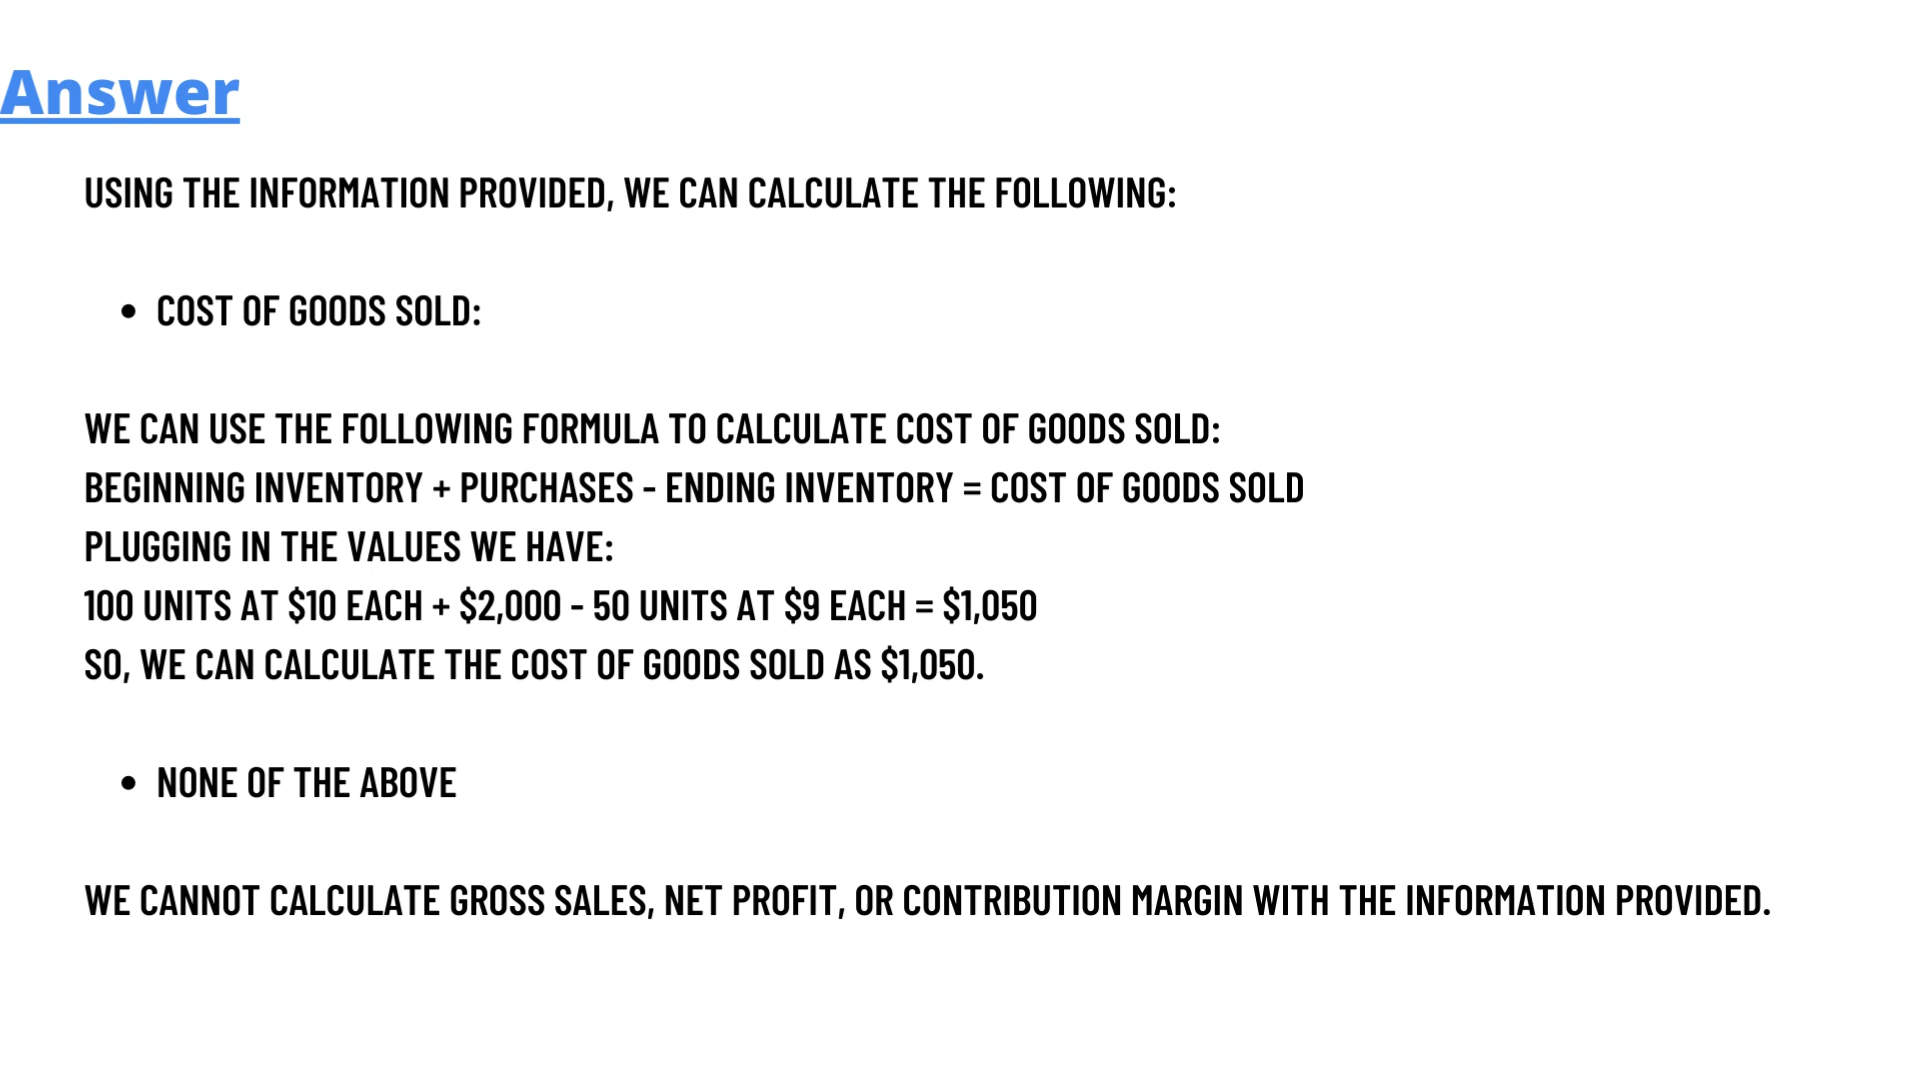 Answer
USING THE INFORMATION PROVIDED, WE CAN CALCULATE THE FOLLOWING:
• COST OF GOODS SOLD:
WE CAN USE THE FOLLOWING FORMULA TO CALCULATE COST OF GOODS SOLD:
BEGINNING INVENTORY + PURCHASES - ENDING INVENTORY = COST OF GOODS SOLD
PLUGGING IN THE VALUES WE HAVE:
100 UNITS AT $10 EACH + $2,000 - 50 UNITS AT $9 EACH = $1,050
SO, WE CAN CALCULATE THE COST OF GOODS SOLD AS $1,050.
• NONE OF THE ABOVE
WE CANNOT CALCULATE GROSS SALES, NET PROFIT, OR CONTRIBUTION MARGIN WITH THE INFORMATION PROVIDED.